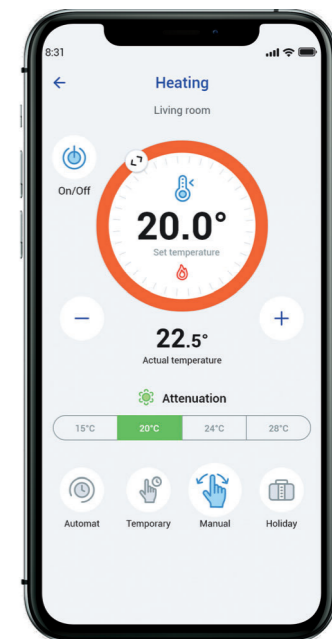 8:31
Heating
Living room
On/Off
20.0°
Set temperature
22.5°
Actual temperature
Attenuation
15°C 20°C 24°C 28°C
Automat Temporary Manual Holiday